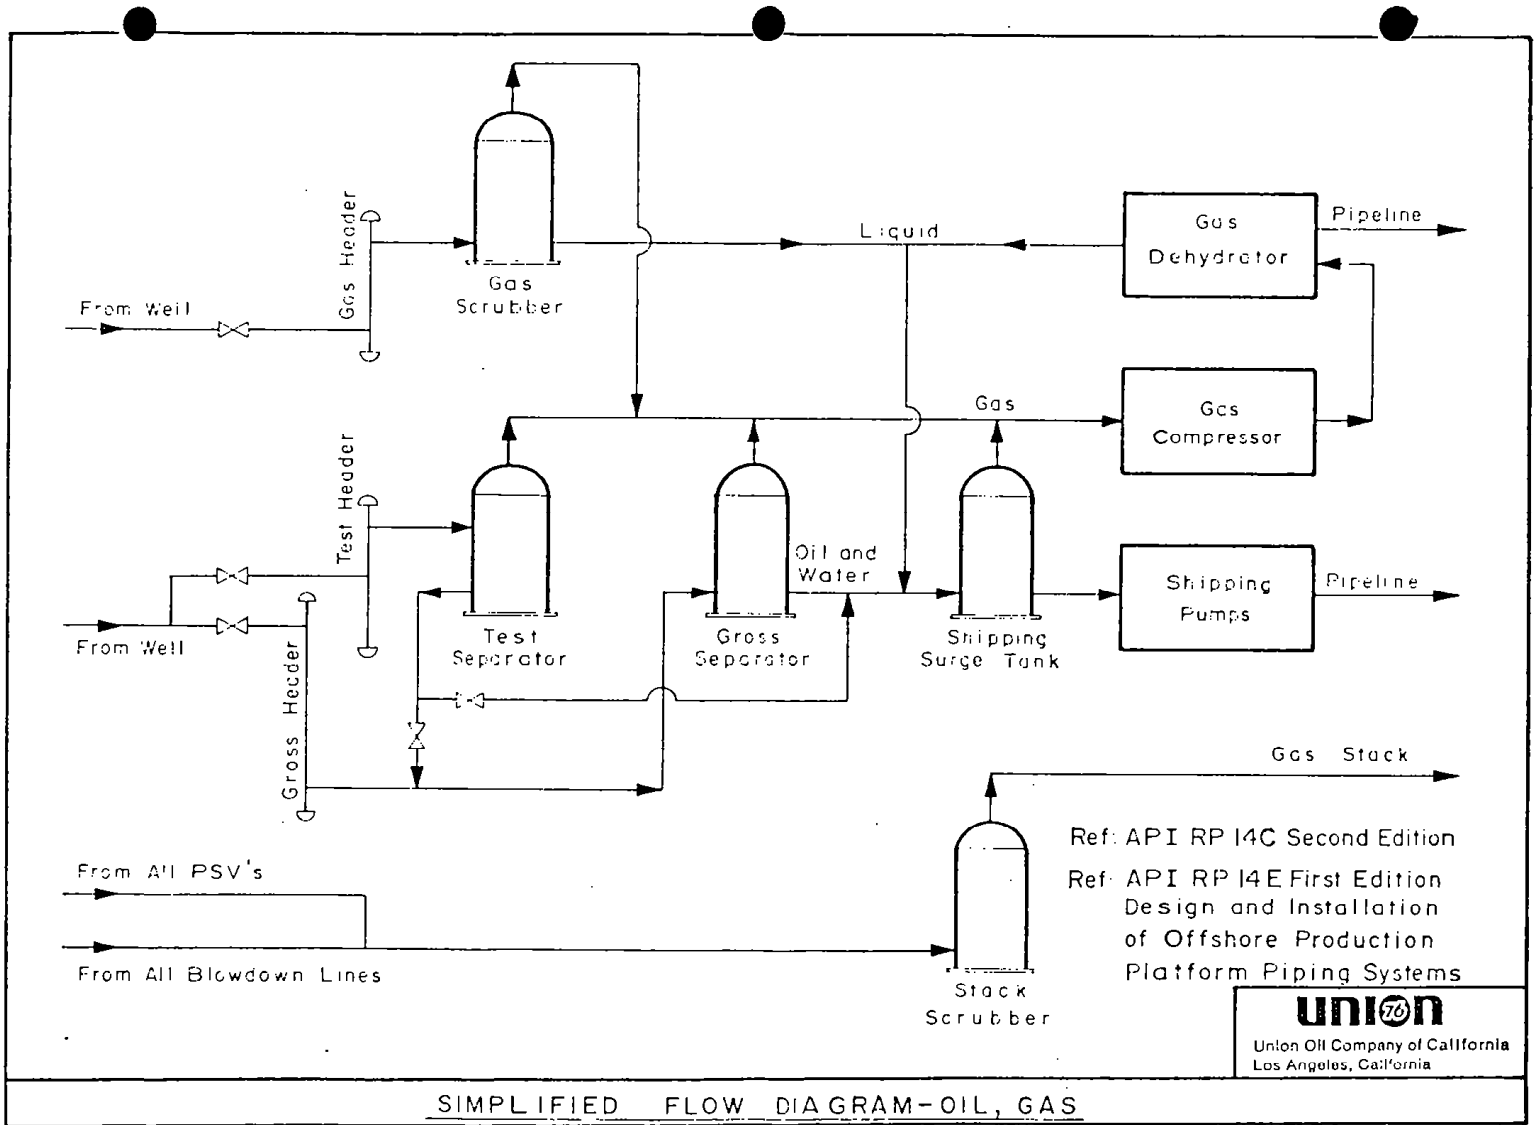 Gas Header
From Well
Gas
Scrubber
Liquid
Gas
Dehydrator
Pipeline
Gas
Gas
Compressor
Test Header
From Well
Gross Header
Test
Separator
Gross
Separator
Oil and
Water
Shipping
Surge Tank
Shipping
Pumps
Pipeline
Gas Stack
From All PSV's
From All Blowdown Lines
Stack
Scrubber
Ref: API RP 14C Second Edition
Ref: API RP 14E First Edition
Design and Installation
of Offshore Production
Platform Piping Systems
union 76
Union Oil Company of California
Los Angeles, California
SIMPLIFIED FLOW DIAGRAM-OIL, GAS